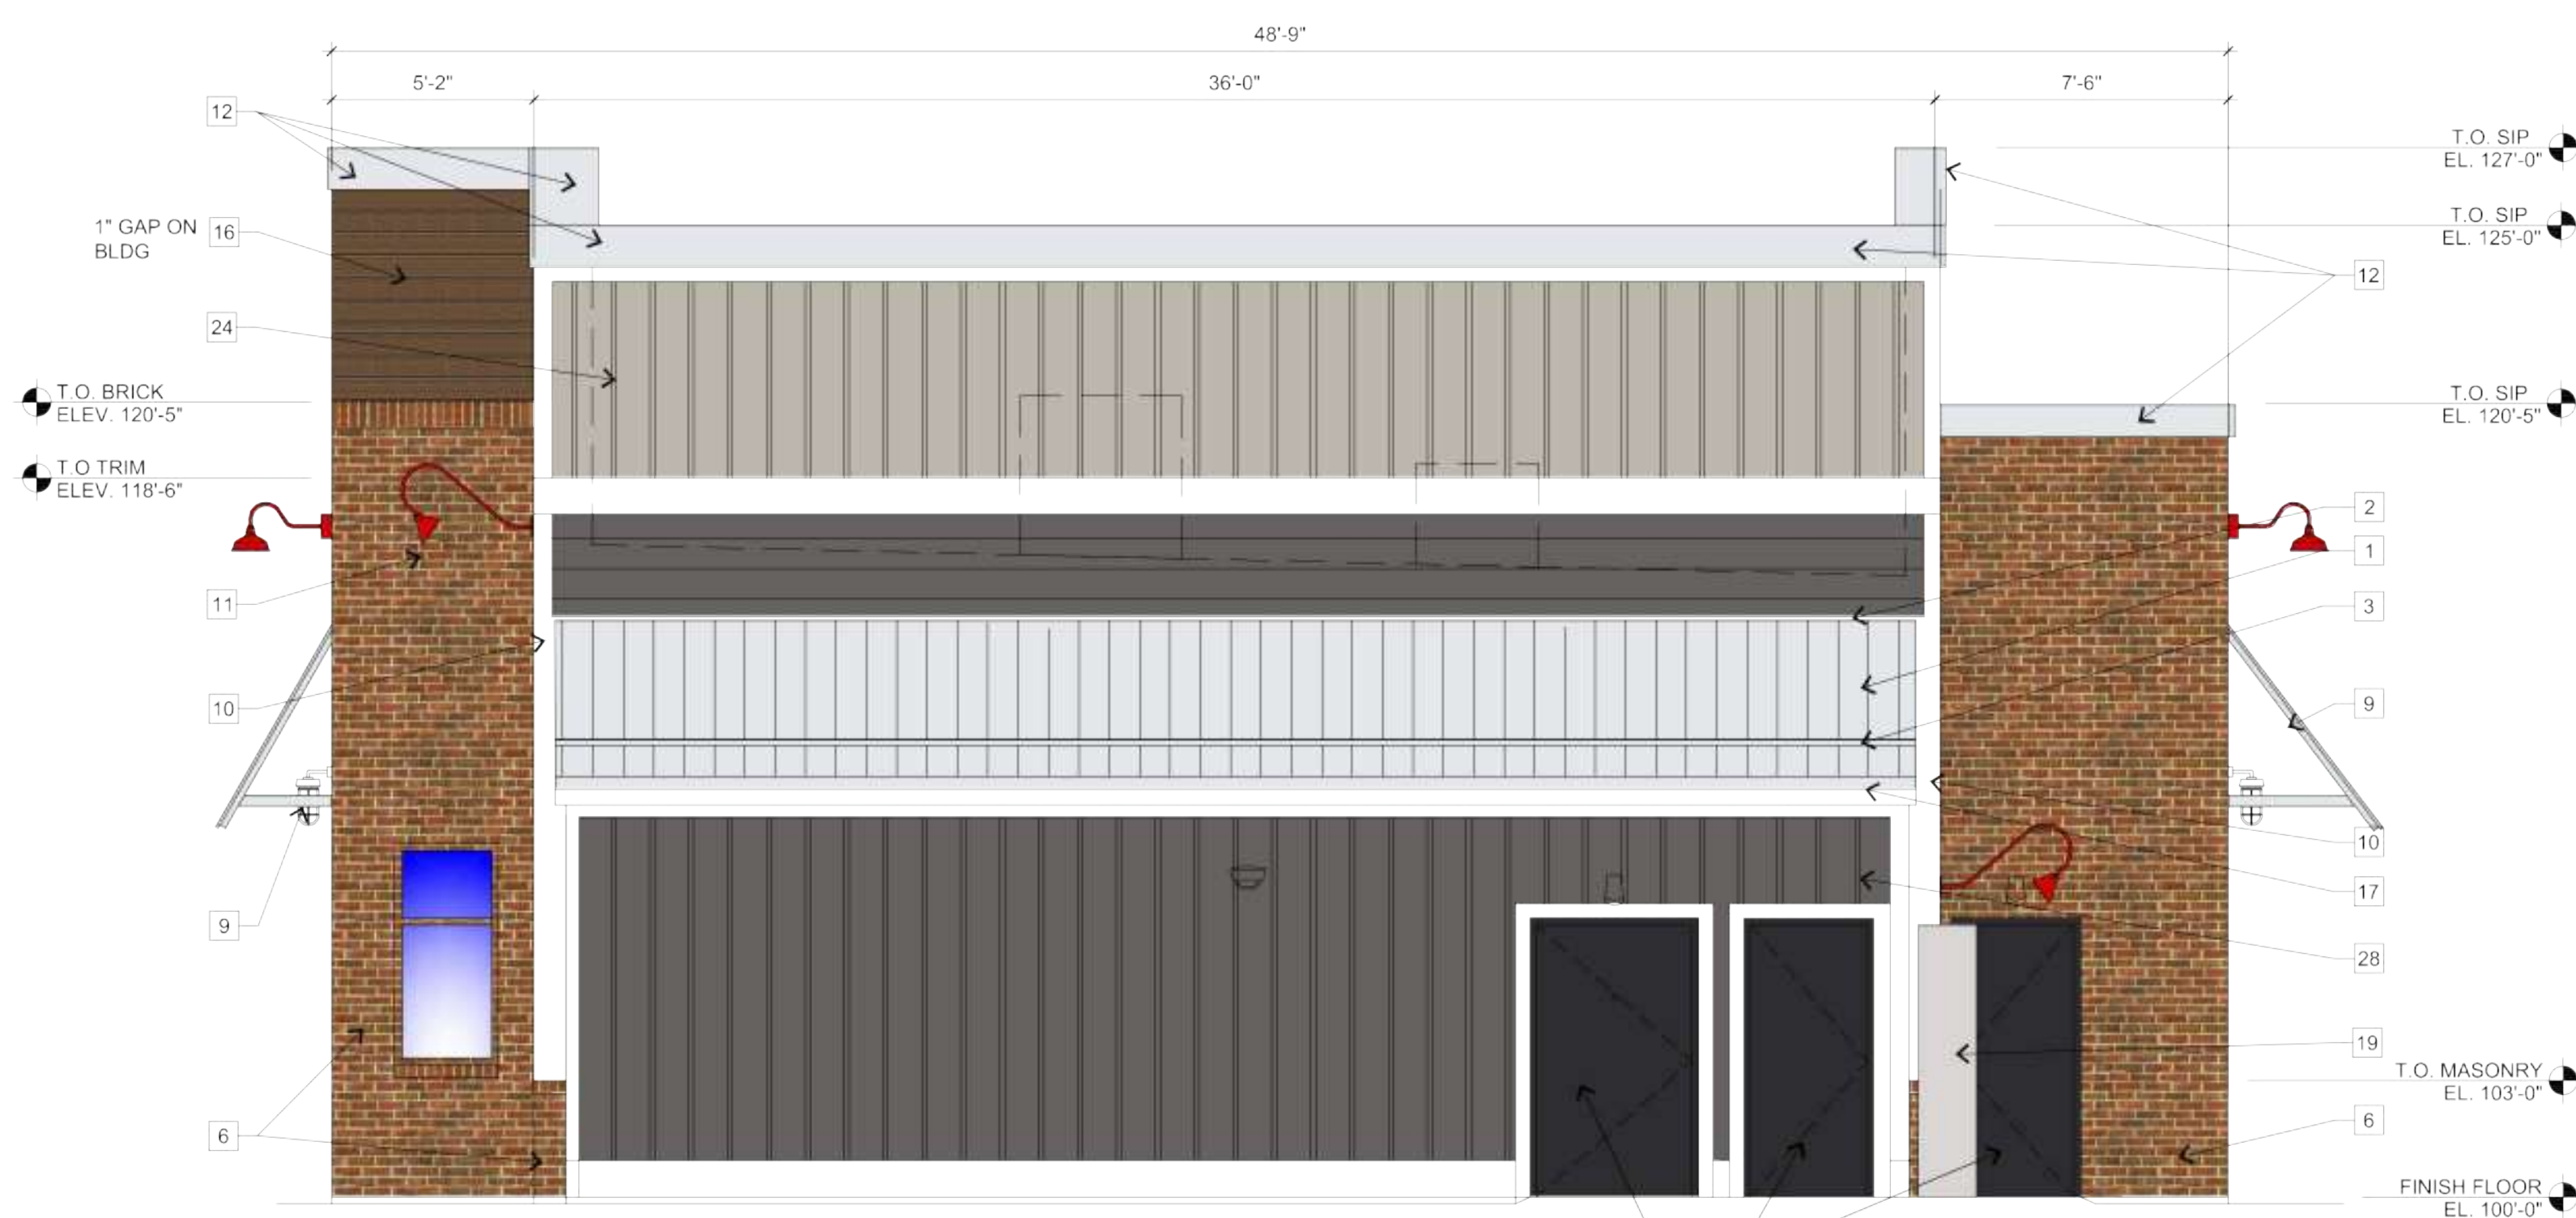 48'-9"
5'-2"
36'-0"
7'-6"
12
T.O. SIP
EL. 127'-0"
1" GAP ON
BLDG
16
T.O. SIP
EL. 125'-0"
12
24
T.O. BRICK
ELEV. 120'-5"
T.O. SIP
EL. 120'-5"
T.O TRIM
ELEV. 118'-6"
2
1
11
3
10
9
10
17
9
28
19
T.O. MASONRY
EL. 103'-0"
6
6
FINISH FLOOR
EL. 100'-0"